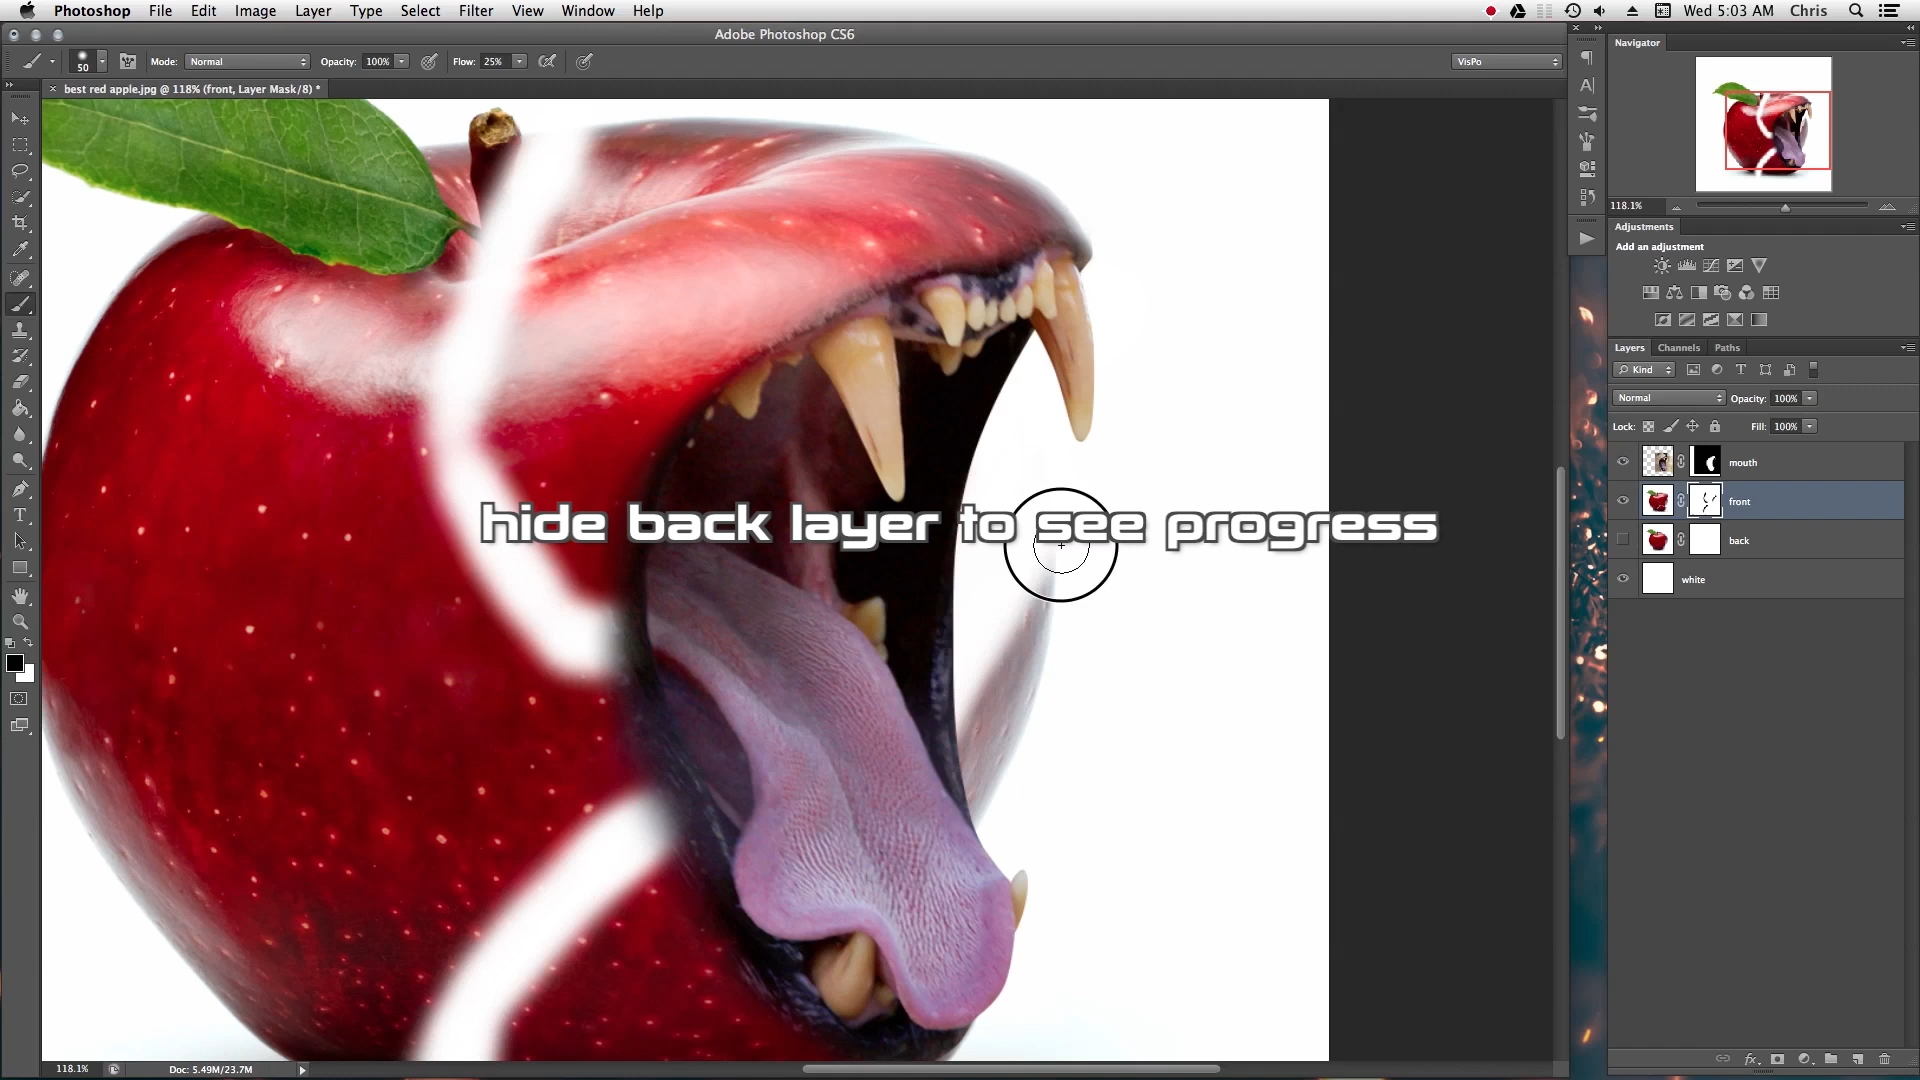 Photoshop File Edit Image Layer Type Select Filter View Window Help Wed 5:03 AM Chris
Adobe Photoshop CS6
50 Mode: Normal Opacity: 100% Flow: 25% VisPo
best red apple.jpg @ 118% (front, Layer Mask/8) *
hide back layer to see progress
118.1% Doc: 5.49M/23.7M
Navigator
118.1%
Adjustments
Add an adjustment
Layers Channels Paths
Kind
Normal Opacity: 100%
Lock: Fill: 100%
mouth
front
back
white